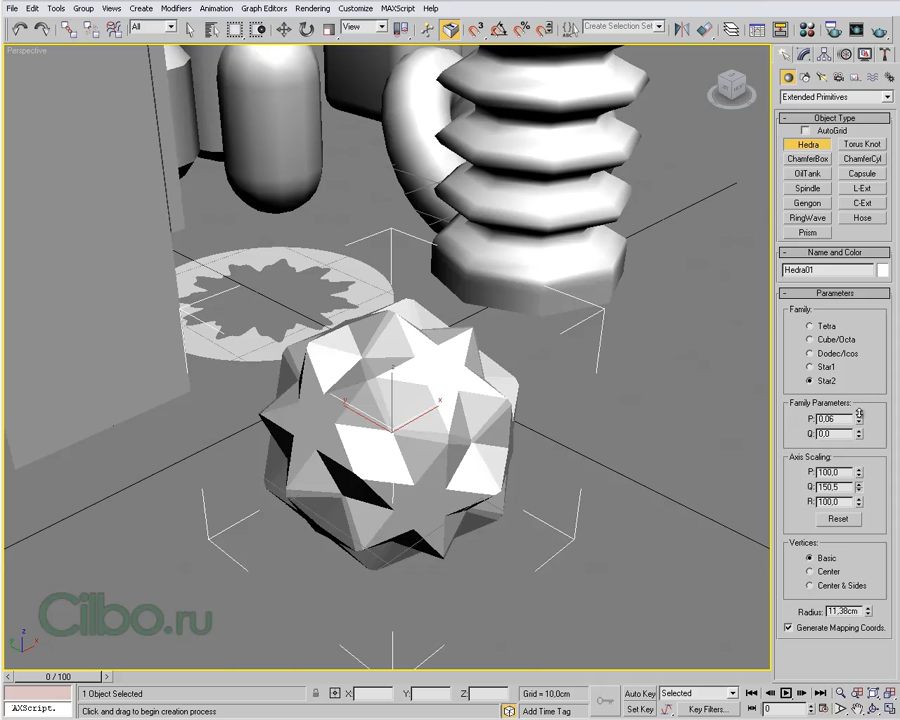 File Edit Tools Group Views Create Modifiers Animation Graph Editors Rendering Customize MAXScript Help
All
View
Create Selection Set
Perspective
Extended Primitives
Object Type
AutoGrid
Hedra Torus Knot
ChamferBox ChamferCyl
OilTank Capsule
Spindle L-Ext
Gengon C-Ext
RingWave Hose
Prism
Name and Color
Hedra01
Parameters
Family:
Tetra
Cube/Octa
Dodec/Icos
Star1
Star2
Family Parameters:
P: 0,06
Q: 0,0
Axis Scaling:
P: 100,0
Q: 150,5
R: 100,0
Reset
Vertices:
Basic
Center
Center & Sides
Radius: 11,38cm
Generate Mapping Coords.
Cilbo.ru
0 / 100
1 Object Selected X: Y: Z: Grid = 10,0cm Auto Key Selected
'AXScript. Click and drag to begin creation process Add Time Tag Set Key Key Filters... 0